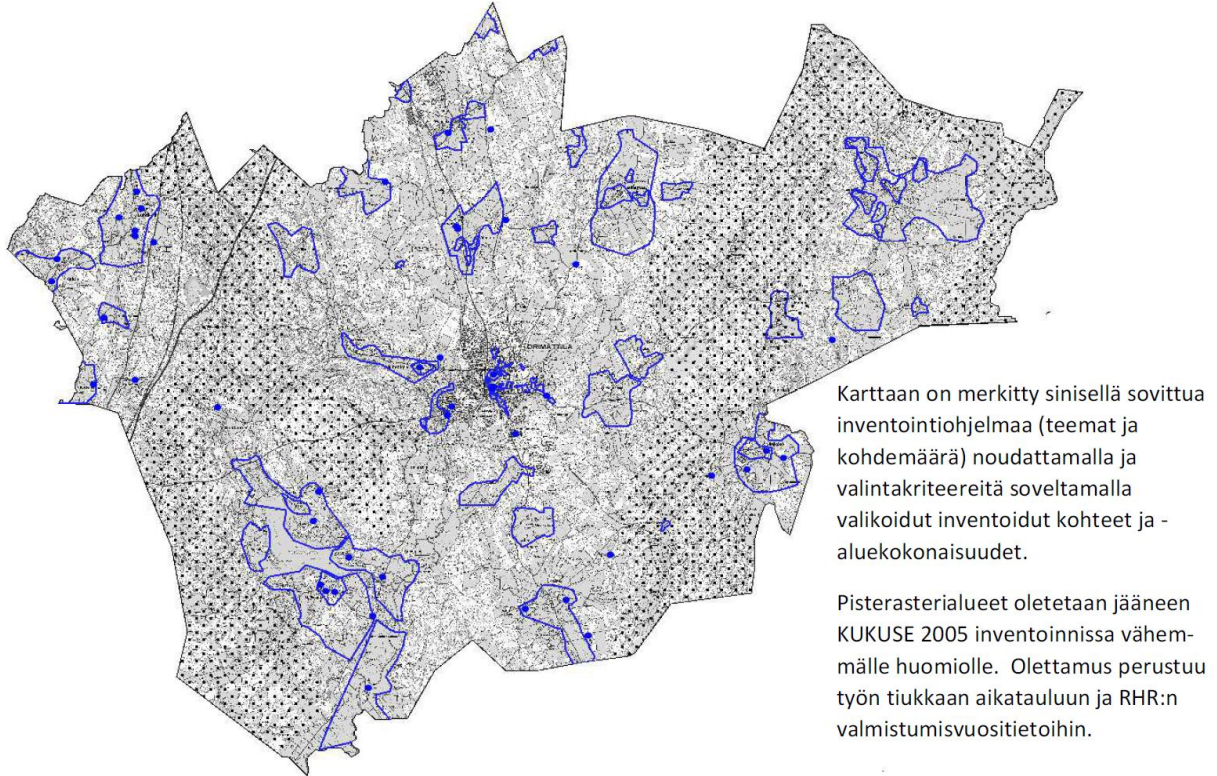 ORIMATTILA
Karttaan on merkitty sinisellä sovittua
inventointiohjelmaa (teemat ja
kohdemäärä) noudattamalla ja
valintakriteereitä soveltamalla
valikoidut inventoidut kohteet ja -
aluekokonaisuudet.
Pisterasterialueet oletetaan jääneen
KUKUSE 2005 inventoinnissa vähem-
mälle huomiolle. Olettamus perustuu
työn tiukkaan aikatauluun ja RHR:n
valmistumisvuositietoihin.